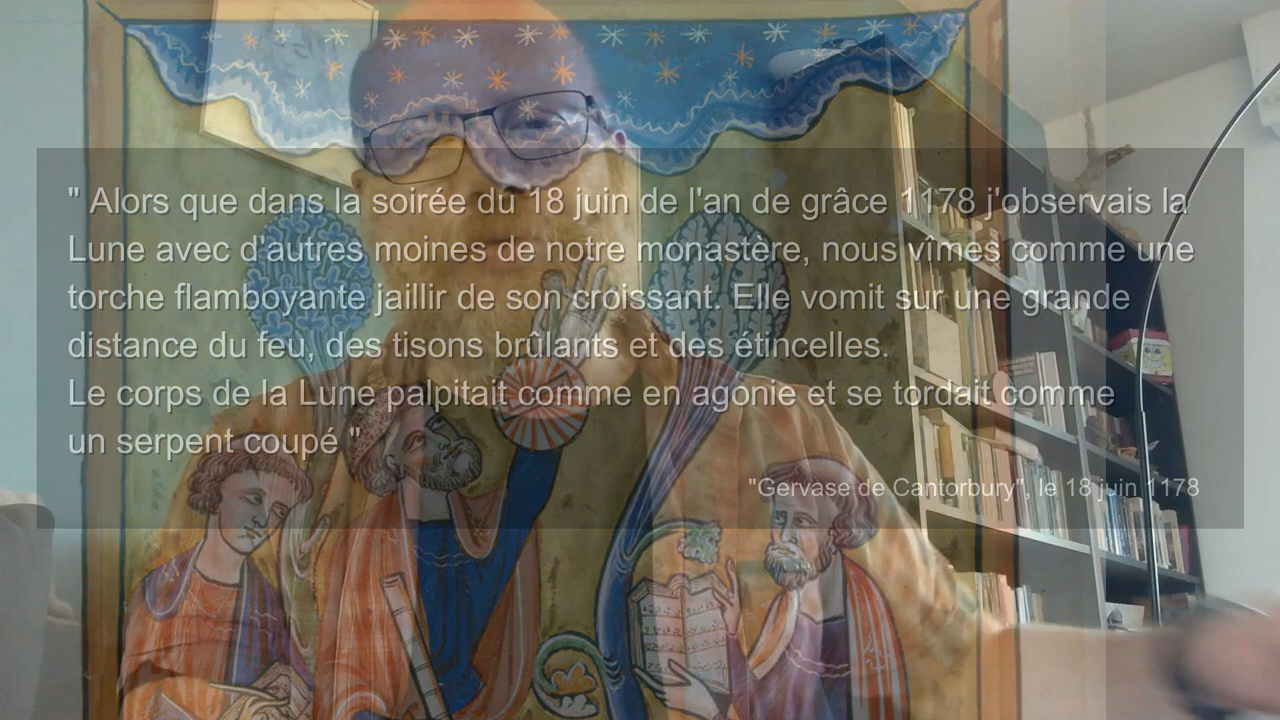 " Alors que dans la soirée du 18 juin de l'an de grâce 1178 j'observais la
Lune avec d'autres moines de notre monastère, nous vîmes comme une
torche flamboyante jaillir de son croissant. Elle vomit sur une grande
distance du feu, des tisons brûlants et des étincelles.
Le corps de la Lune palpitait comme en agonie et se tordait comme
un serpent coupé "
"Gervase de Cantorbury", le 18 juin 1178